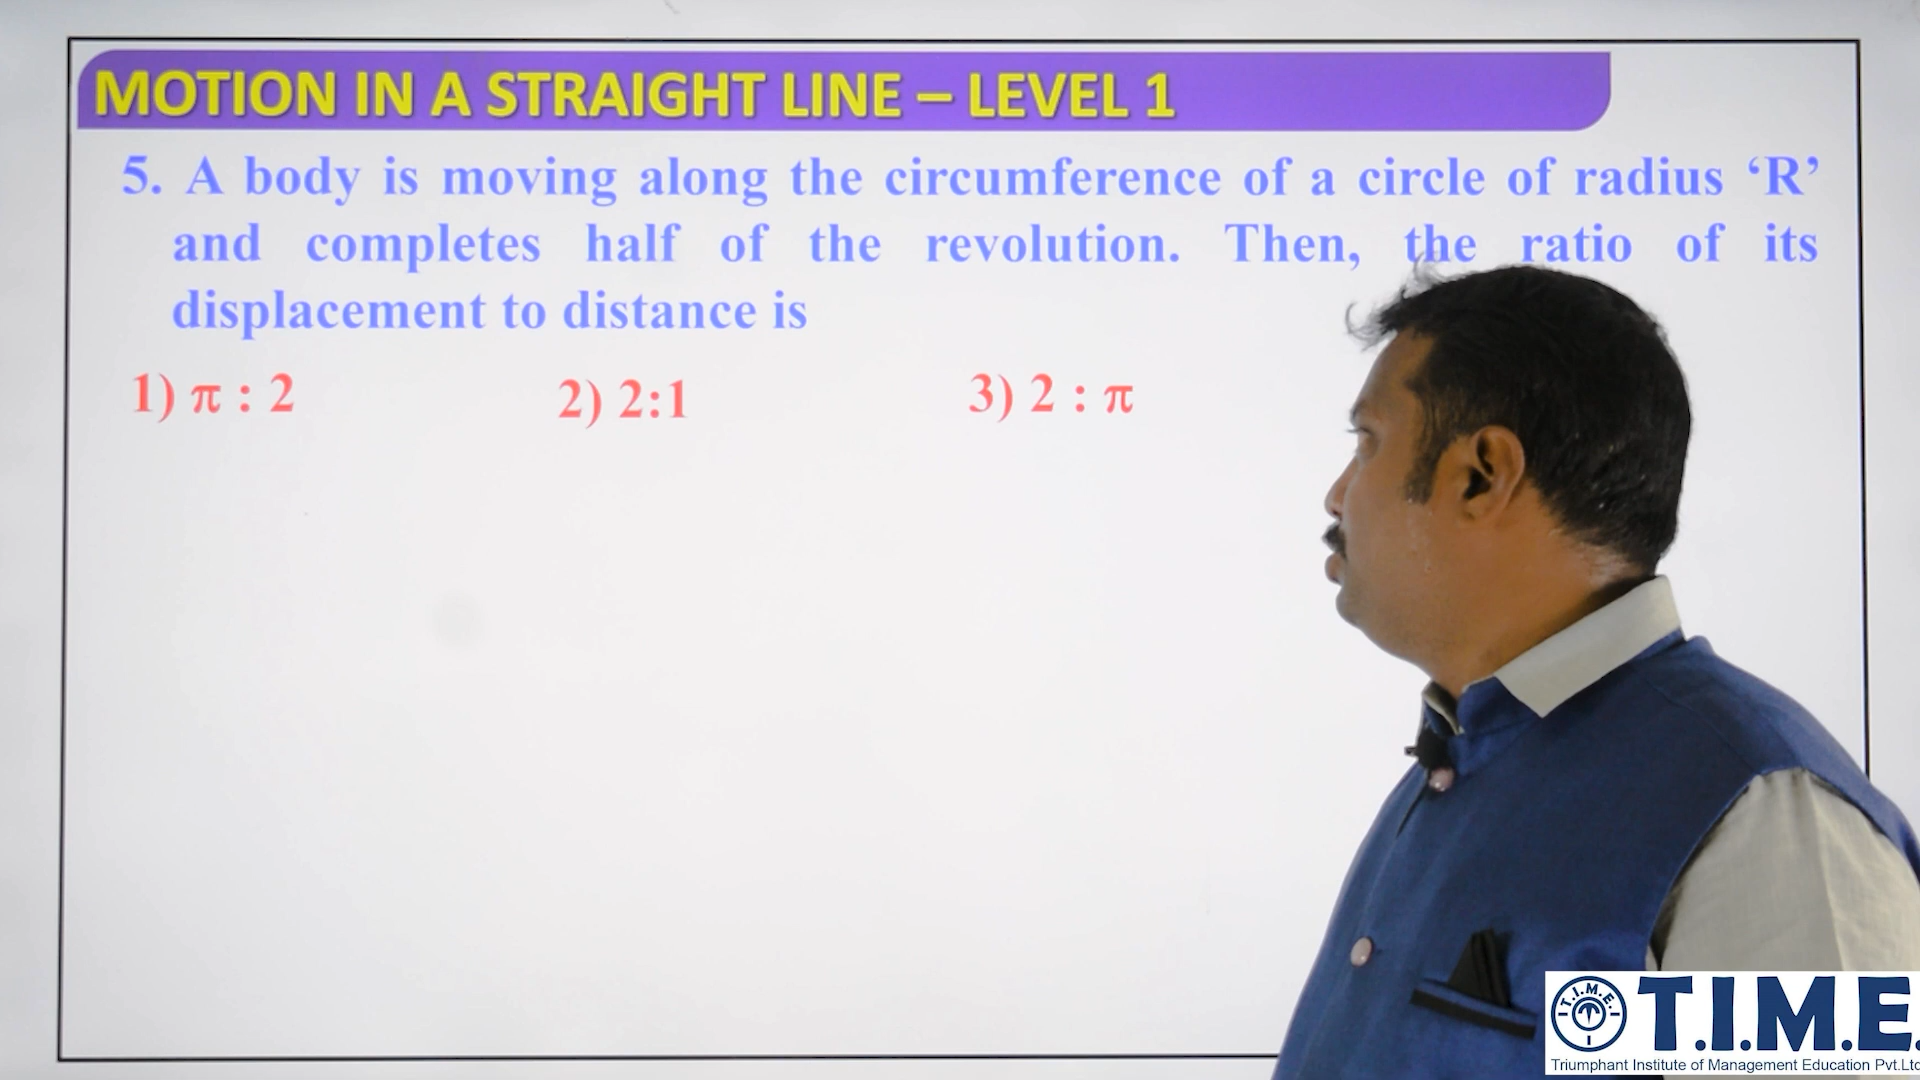 MOTION IN A STRAIGHT LINE – LEVEL 1
5. A body is moving along the circumference of a circle of radius ‘R’
and completes half of the revolution. Then, the ratio of its
displacement to distance is
1) π : 2 2) 2:1 3) 2 : π
T.I.M.E.
T.I.M.E.
Triumphant Institute of Management Education Pvt.Ltd